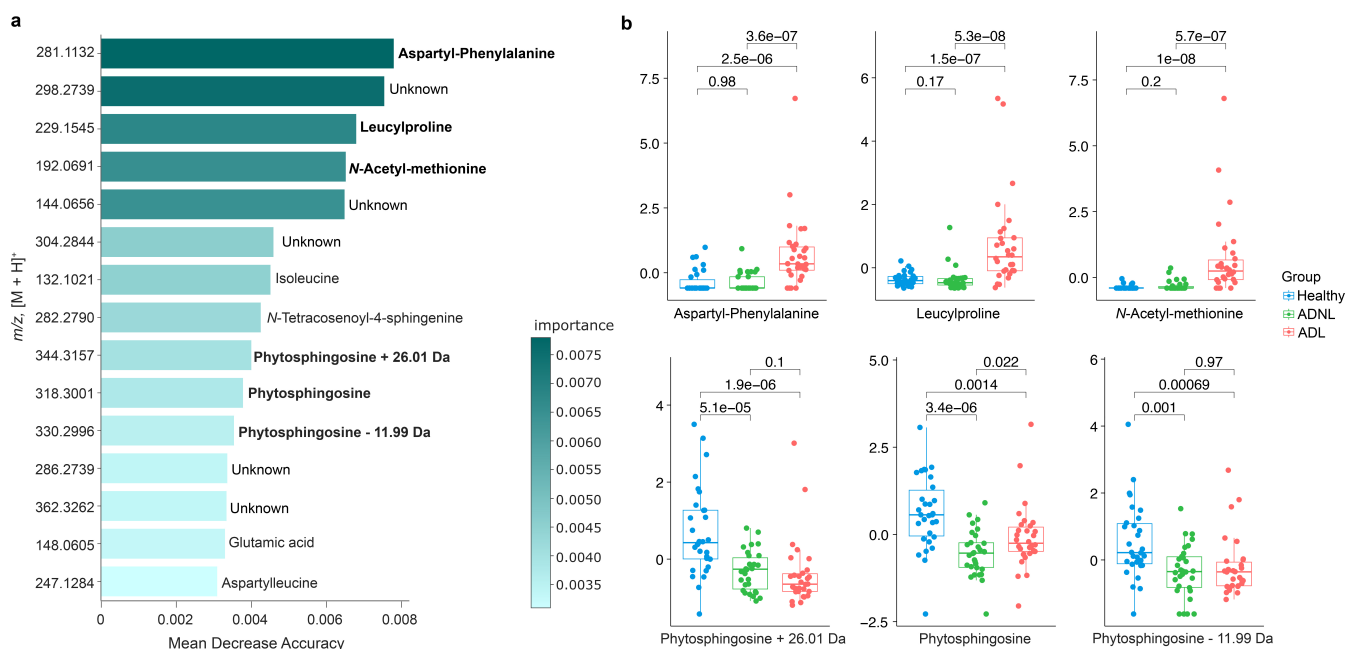 a
281.1132 Aspartyl-Phenylalanine
298.2739 Unknown
229.1545 Leucylproline
192.0691 N-Acetyl-methionine
144.0656 Unknown
304.2844 Unknown
132.1021 Isoleucine
282.2790 N-Tetracosenoyl-4-sphingenine
344.3157 Phytosphingosine + 26.01 Da
318.3001 Phytosphingosine
330.2996 Phytosphingosine - 11.99 Da
286.2739 Unknown
362.3262 Unknown
148.0605 Glutamic acid
247.1284 Aspartylleucine
m/z, [M + H]⁺
0 0.002 0.004 0.006 0.008
Mean Decrease Accuracy
importance
0.0075
0.0070
0.0065
0.0060
0.0055
0.0050
0.0045
0.0040
0.0035
b
3.6e−07
2.5e−06
0.98
7.5
5.0
2.5
0.0
Aspartyl-Phenylalanine
5.3e−08
1.5e−07
0.17
6
4
2
0
Leucylproline
5.7e−07
1e−08
0.2
7.5
5.0
2.5
0.0
N-Acetyl-methionine
Group
Healthy
ADNL
ADL
0.1
1.9e−06
5.1e−05
4
2
0
Phytosphingosine + 26.01 Da
0.022
0.0014
3.4e−06
5.0
2.5
0.0
−2.5
Phytosphingosine
0.97
0.00069
0.001
6
4
2
0
Phytosphingosine - 11.99 Da